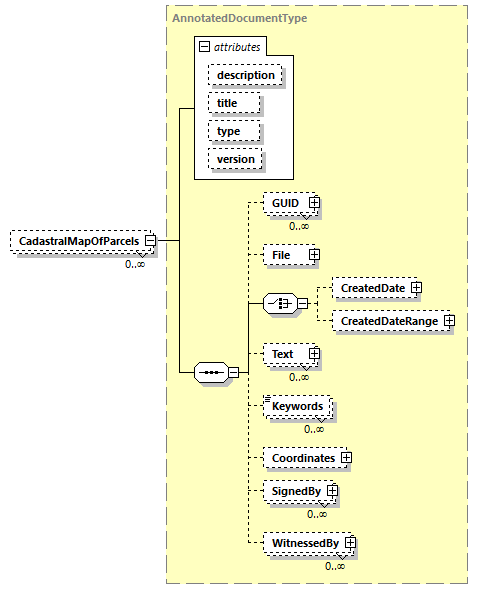 AnnotatedDocumentType
attributes
description
title
type
version
CadastralMapOfParcels
0..∞
GUID
0..∞
File
CreatedDate
CreatedDateRange
Text
0..∞
Keywords
0..∞
Coordinates
SignedBy
0..∞
WitnessedBy
0..∞